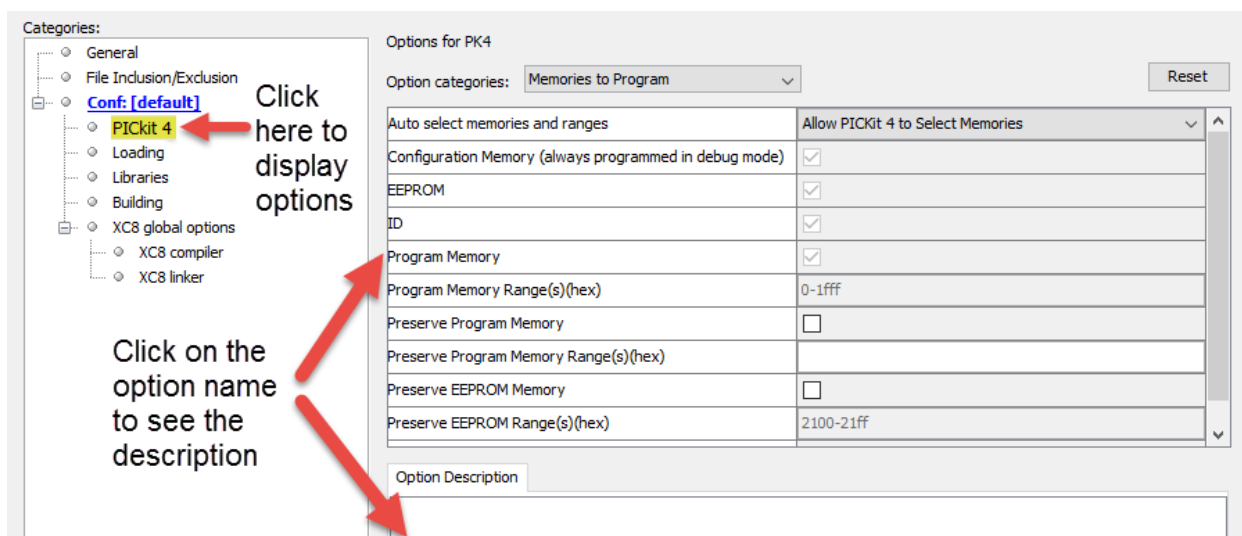 Categories:
General
File Inclusion/Exclusion
Conf: [default]
PICkit 4
Loading
Libraries
Building
XC8 global options
XC8 compiler
XC8 linker
Click
here to
display
options
Click on the
option name
to see the
description
Options for PK4
Option categories: Memories to Program
Reset
Auto select memories and ranges Allow PICKit 4 to Select Memories
Configuration Memory (always programmed in debug mode)
EEPROM
ID
Program Memory
Program Memory Range(s)(hex) 0-1fff
Preserve Program Memory
Preserve Program Memory Range(s)(hex)
Preserve EEPROM Memory
Preserve EEPROM Range(s)(hex) 2100-21ff
Option Description